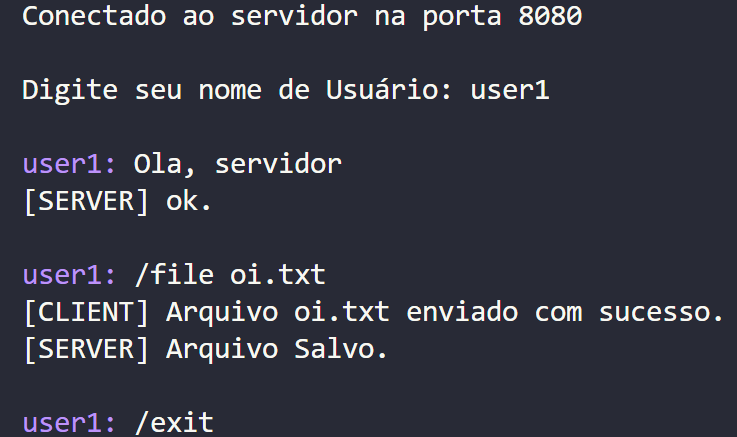 Conectado ao servidor na porta 8080
Digite seu nome de Usuário: user1
user1: Ola, servidor
[SERVER] ok.
user1: /file oi.txt
[CLIENT] Arquivo oi.txt enviado com sucesso.
[SERVER] Arquivo Salvo.
user1: /exit